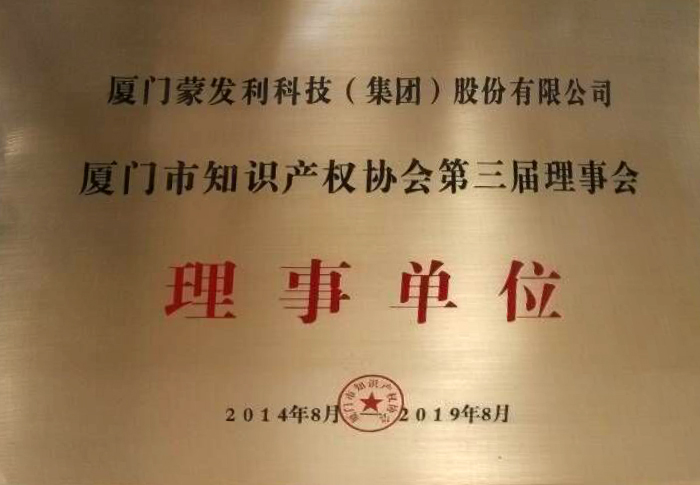 厦门蒙发利科技（集团）股份有限公司
厦门市知识产权协会第三届理事会
理事单位
2014年8月—2019年8月
厦门市知识产权协会